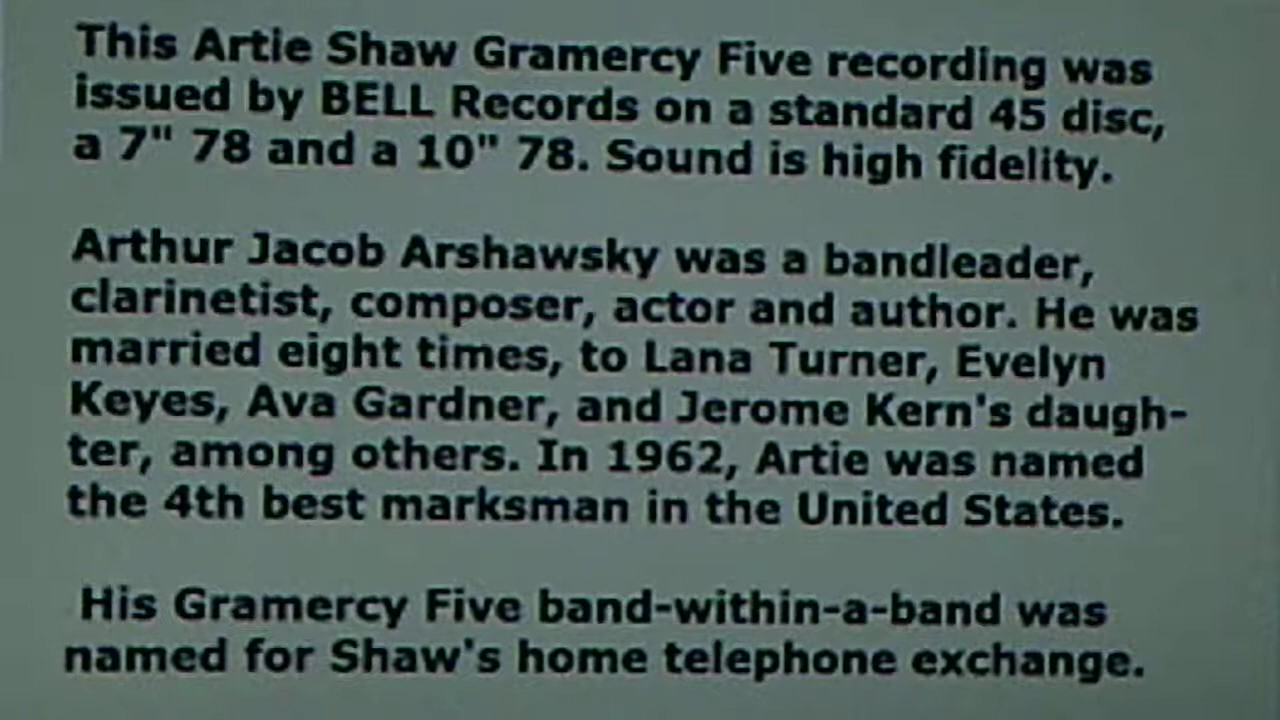 This Artie Shaw Gramercy Five recording was
issued by BELL Records on a standard 45 disc,
a 7" 78 and a 10" 78. Sound is high fidelity.
Arthur Jacob Arshawsky was a bandleader,
clarinetist, composer, actor and author. He was
married eight times, to Lana Turner, Evelyn
Keyes, Ava Gardner, and Jerome Kern's daugh-
ter, among others. In 1962, Artie was named
the 4th best marksman in the United States.
His Gramercy Five band-within-a-band was
named for Shaw's home telephone exchange.